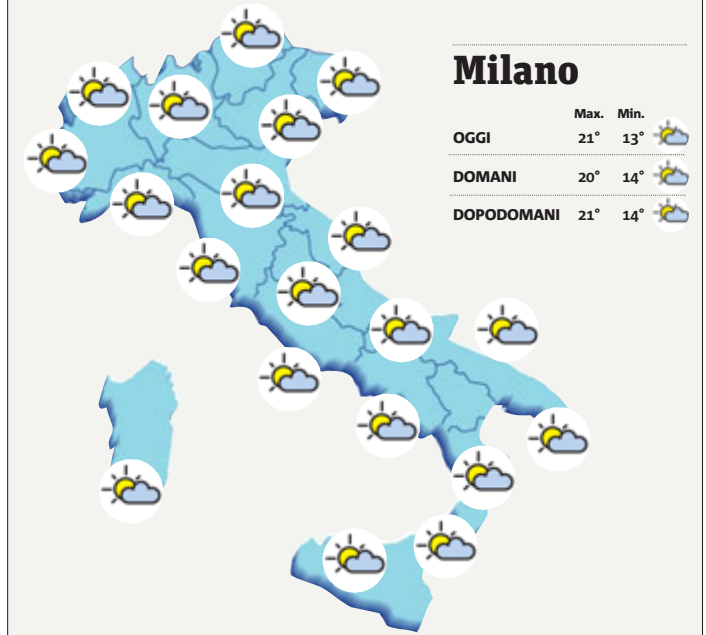 Milano
Max. Min.
OGGI 21° 13°
DOMANI 20° 14°
DOPODOMANI 21° 14°